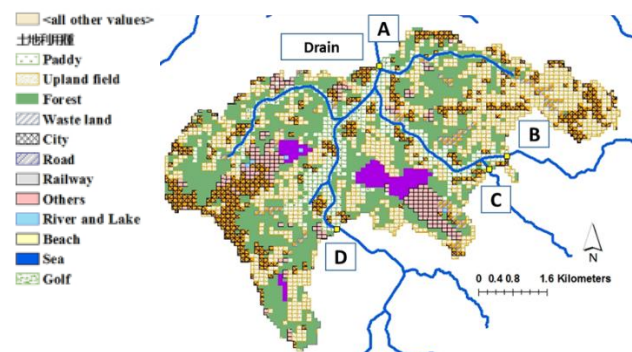 <all other values>
土地利用種
Paddy
Upland field
Forest
Waste land
City
Road
Railway
Others
River and Lake
Beach
Sea
Golf
A
Drain
B
C
D
N
0 0.4 0.8 1.6 Kilometers